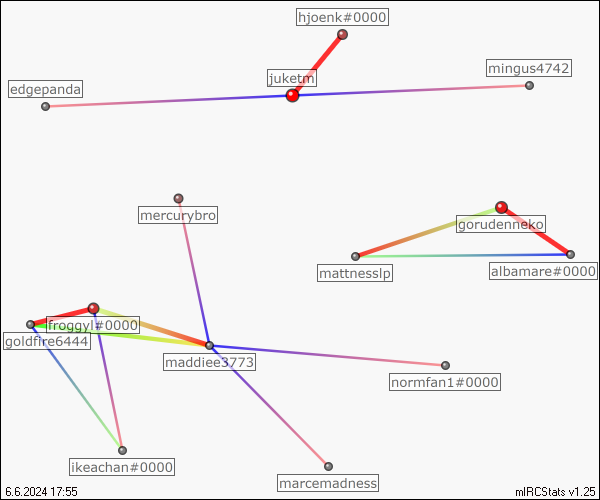 hjoenk#0000
juketm
mingus4742
edgepanda
mercurybro
gorudenneko
mattnesslp
albamare#0000
froggyl#0000
goldfire6444
maddiee3773
normfan1#0000
ikeachan#0000
marcemadness
6.6.2024 17:55
mIRCStats v1.25